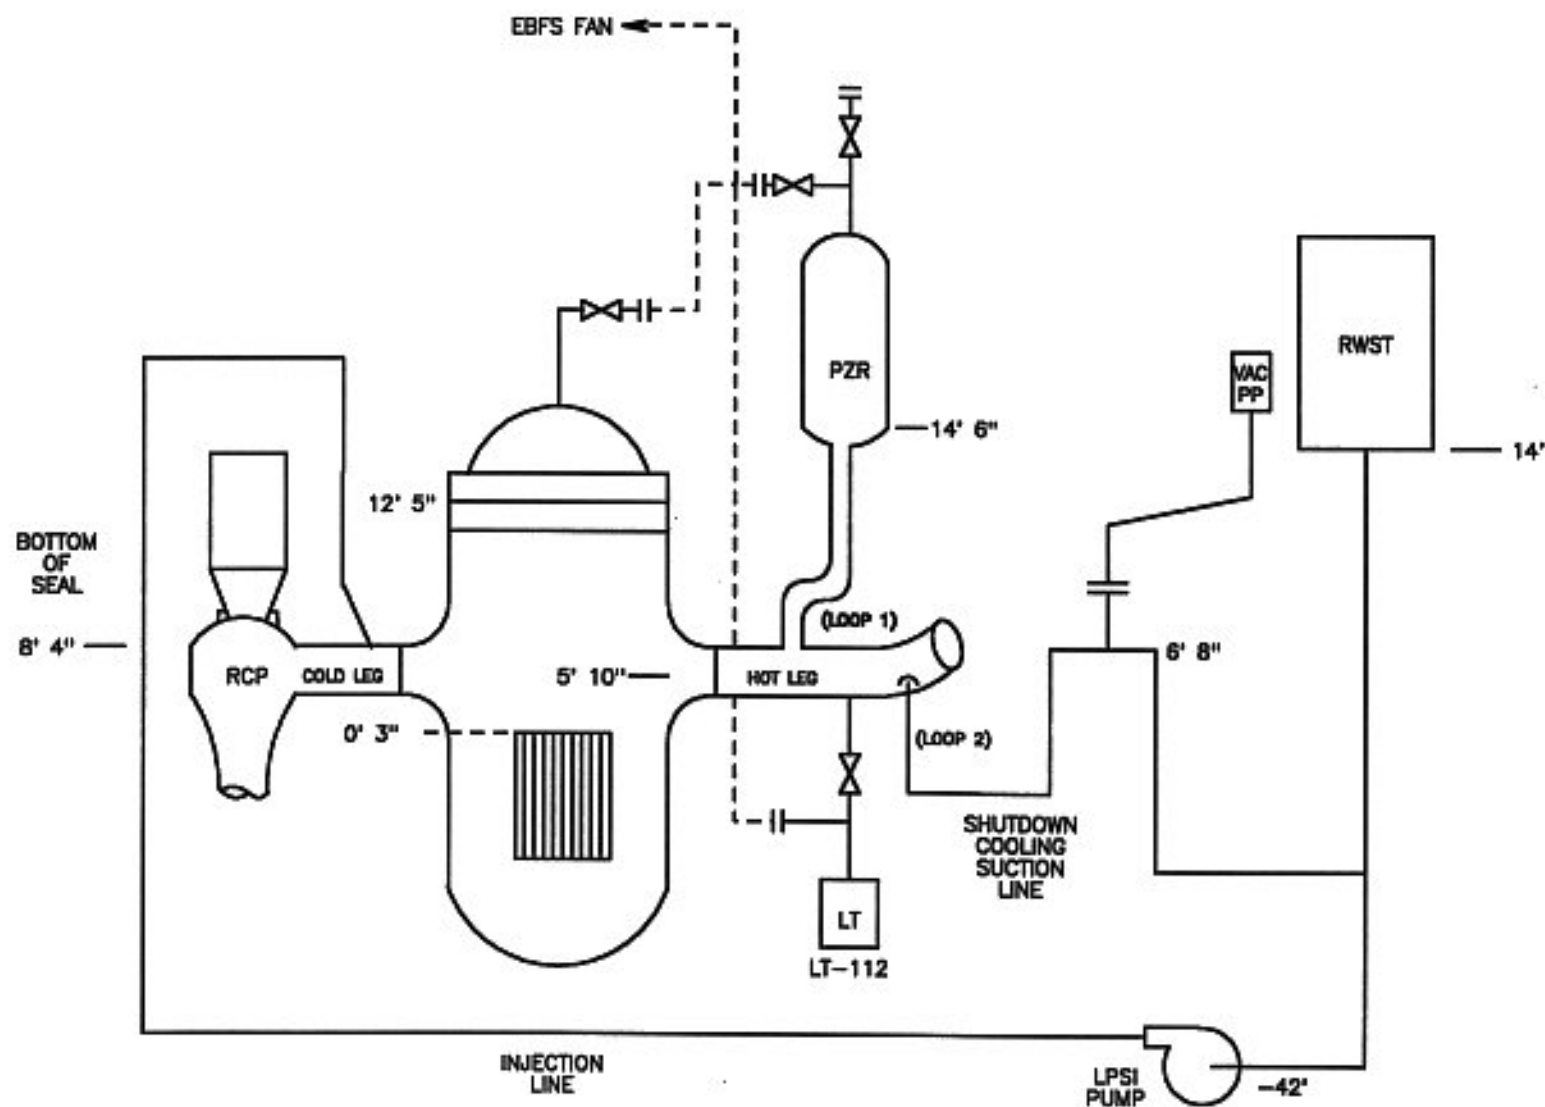 EBFS FAN
RWST
VAC
PP
PZR
14' 6"
14'
12' 5"
BOTTOM
OF
SEAL
8' 4"
(LOOP 1)
6' 8"
RCP
COLD LEG
5' 10"
HOT LEG
0' 3"
(LOOP 2)
SHUTDOWN
COOLING
SUCTION
LINE
LT
LT-112
INJECTION
LINE
LPSI
PUMP
-42'